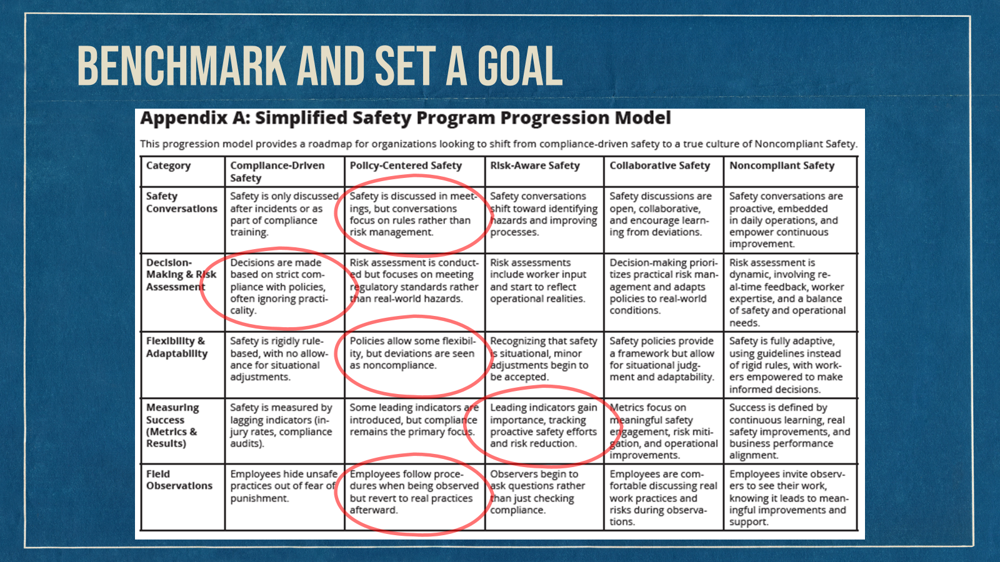 BENCHMARK AND SET A GOAL
Appendix A: Simplified Safety Program Progression Model
This progression model provides a roadmap for organizations looking to shift from compliance-driven safety to a true culture of Noncompliant Safety.
Category
Compliance-Driven
Safety
Policy-Centered Safety
Risk-Aware Safety
Collaborative Safety
Noncompliant Safety
Safety
Conversations
Safety is only discussed
after incidents or as
part of compliance
training.
Safety is discussed in meet-
ings, but conversations
focus on rules rather than
risk management.
Safety conversations
shift toward identifying
hazards and improving
processes.
Safety discussions are
open, collaborative,
and encourage learn-
ing from deviations.
Safety conversations are
proactive, embedded
in daily operations, and
empower continuous
improvement.
Decision-
Making & Risk
Assessment
Decisions are made
based on strict com-
pliance with policies,
often ignoring practi-
cality.
Risk assessment is conduct-
ed but focuses on meeting
regulatory standards rather
than real-world hazards.
Risk assessments
include worker input
and start to reflect
operational realities.
Decision-making priori-
tizes practical risk man-
agement and adapts
policies to real-world
conditions.
Risk assessment is
dynamic, involving re-
al-time feedback, worker
expertise, and a balance
of safety and operational
needs.
Flexibility &
Adaptability
Safety is rigidly rule-
based, with no allow-
ance for situational
adjustments.
Policies allow some flexibil-
ity, but deviations are seen
as noncompliance.
Recognizing that safety
is situational, minor
adjustments begin to
be accepted.
Safety policies provide
a framework but allow
for situational judg-
ment and adaptability.
Safety is fully adaptive,
using guidelines instead
of rigid rules, with work-
ers empowered to make
informed decisions.
Measuring
Success
(Metrics &
Results)
Safety is measured by
lagging indicators (in-
jury rates, compliance
audits).
Some leading indicators are
introduced, but compliance
remains the primary focus.
Leading indicators gain
importance, tracking
proactive safety efforts
and risk reduction.
Metrics focus on
meaningful safety
engagement, risk miti-
gation, and operational
improvements.
Success is defined by
continuous learning, real
safety improvements, and
business performance
alignment.
Field
Observations
Employees hide unsafe
practices out of fear of
punishment.
Employees follow proce-
dures when being observed
but revert to real practices
afterward.
Observers begin to
ask questions rather
than just checking
compliance.
Employees are com-
fortable discussing real
work practices and
risks during observa-
tions.
Employees invite observ-
ers to see their work,
knowing it leads to mean-
ingful improvements and
support.